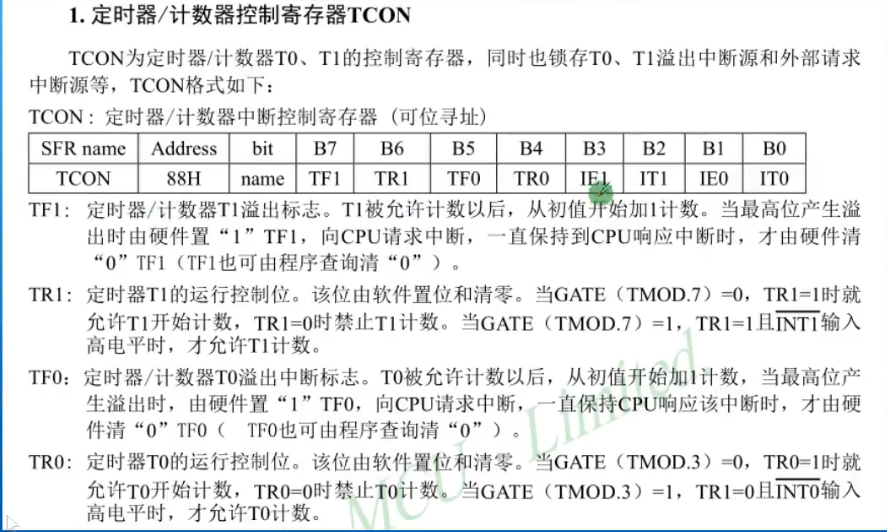 1. 定时器/计数器控制寄存器TCON
TCON为定时器/计数器T0、T1的控制寄存器，同时也锁存T0、T1溢出中断源和外部请求
中断源等，TCON格式如下：
TCON：定时器/计数器中断控制寄存器 (可位寻址)
SFR name Address bit B7 B6 B5 B4 B3 B2 B1 B0
TCON 88H name TF1 TR1 TF0 TR0 IE1 IT1 IE0 IT0
TF1： 定时器/计数器T1溢出标志。T1被允许计数以后，从初值开始加1计数。当最高位产生溢
出时由硬件置“1”TF1，向CPU请求中断，一直保持到CPU响应中断时，才由硬件清
“0”TF1（TF1也可由程序查询清“0”）。
TR1： 定时器T1的运行控制位。该位由软件置位和清零。当GATE（TMOD.7）=0，TR1=1时就
允许T1开始计数，TR1=0时禁止T1计数。当GATE（TMOD.7）=1，TR1=1且INT1输入
高电平时，才允许T1计数。
TF0：定时器/计数器T0溢出中断标志。T0被允许计数以后，从初值开始加1计数，当最高位产
生溢出时，由硬件置“1”TF0，向CPU请求中断，一直保持CPU响应该中断时，才由硬
件清“0”TF0（ TF0也可由程序查询清“0”）。
TR0： 定时器T0的运行控制位。该位由软件置位和清零。当GATE（TMOD.3）=0，TR0=1时就
允许T0开始计数，TR0=0时禁止T0计数。当GATE（TMOD.3）=1，TR1=0且INT0输入
高电平时，才允许T0计数。
MCU Limited.